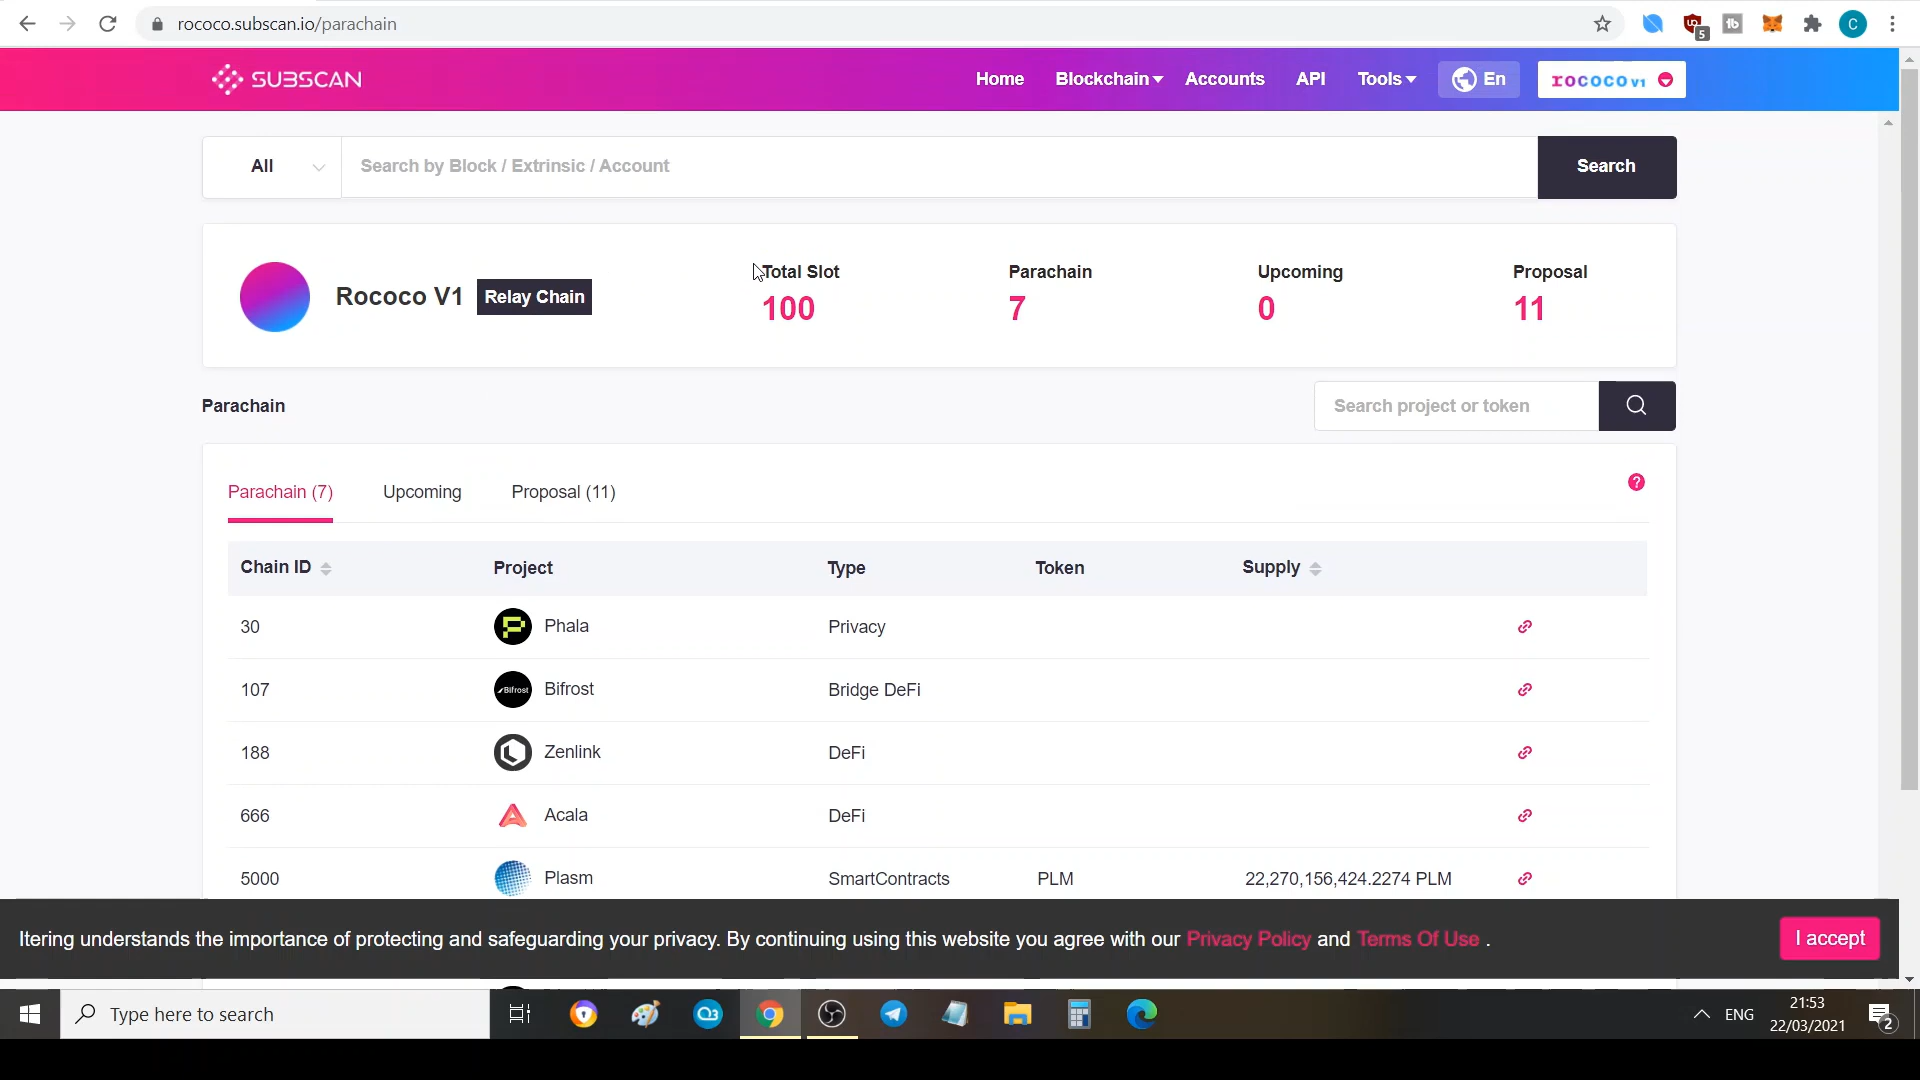 rococo.subscan.io/parachain
5
C
SUBSCAN
Home
Blockchain
Accounts
API
Tools
En
rococo v1
All
Search by Block / Extrinsic / Account
Search
Rococo V1
Relay Chain
Total Slot
100
Parachain
7
Upcoming
0
Proposal
11
Parachain
Search project or token
Parachain (7)
Upcoming
Proposal (11)
?
Chain ID Project Type Token Supply
30 Phala Privacy
107 Bifrost Bifrost Bridge DeFi
188 Zenlink DeFi
666 Acala DeFi
5000 Plasm SmartContracts PLM 22,270,156,424.2274 PLM
Itering understands the importance of protecting and safeguarding your privacy. By continuing using this website you agree with our Privacy Policy and Terms Of Use .
I accept
Type here to search
ENG
21:53
22/03/2021
2